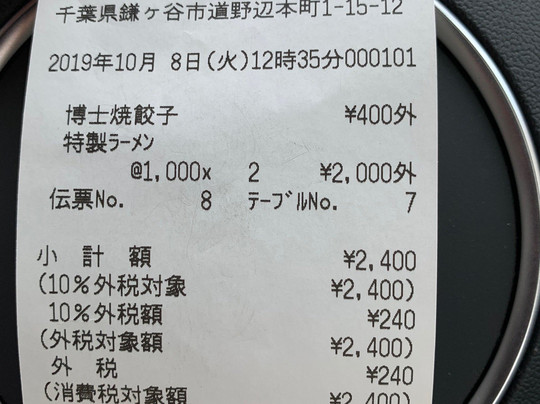 千葉県鎌ヶ谷市道野辺本町1-15-12
2019年10月 8日(火)12時35分000101
博士焼餃子 ¥400外
特製ラーメン
@1,000x 2 ¥2,000外
伝票No. 8 テーブルNo. 7
小 計 額 ¥2,400
(10%外税対象 ¥2,400)
10%外税額 ¥240
(外税対象額 ¥2,400)
外 税 ¥240
(消費税対象額 ¥2,400)